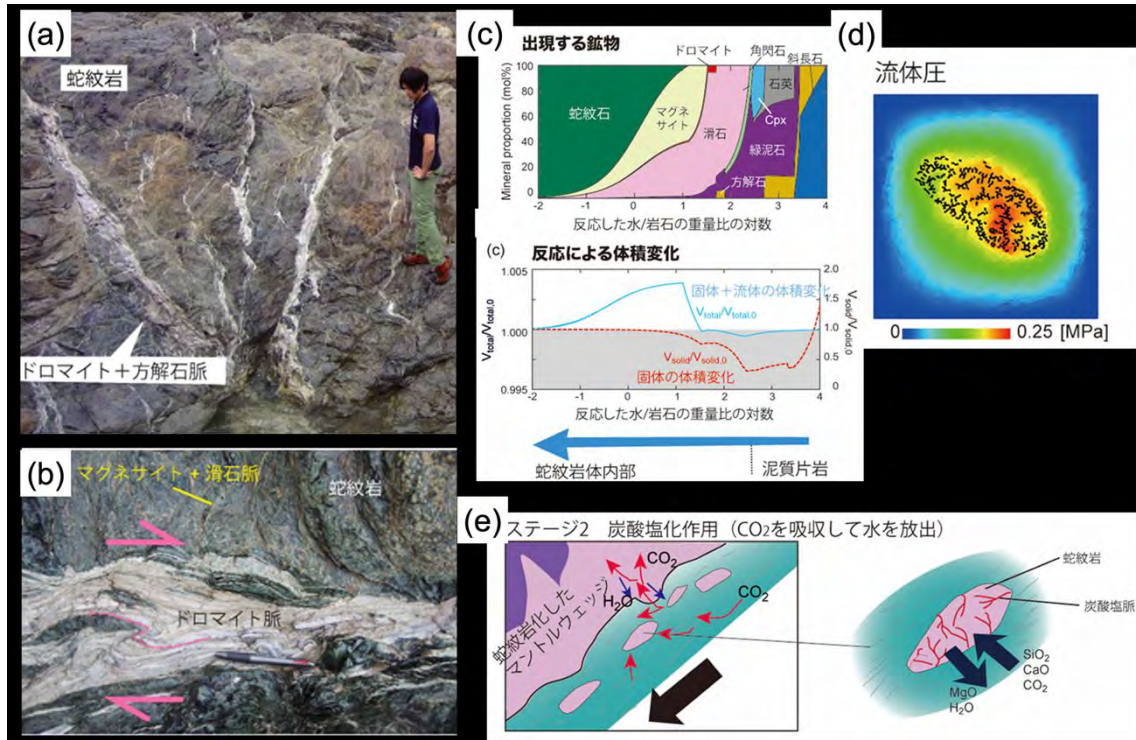 (a)
蛇紋岩
ドロマイト+方解石脈
(b)
マグネサイト + 滑石脈
蛇紋岩
ドロマイト脈
(c)
出現する鉱物
ドロマイト
角閃石
斜長石
Mineral proportion (mol%)
100
80
60
40
20
0
蛇紋石
マグネ
サイト
滑石
石英
Cpx
緑泥石
方解石
-2
-1
0
1
2
3
4
反応した水/岩石の重量比の対数
(c)
反応による体積変化
Vtotal/Vtotal,0
1.005
1.000
0.995
固体+流体の体積変化
Vtotal/Vtotal,0
Vsolid/Vsolid,0
固体の体積変化
2.0
1.5
1.0
0.5
0
Vsolid/Vsolid,0
-2
-1
0
1
2
3
4
反応した水/岩石の重量比の対数
蛇紋岩体内部
泥質片岩
(d)
流体圧
0
0.25 [MPa]
(e)
ステージ2 炭酸塩化作用(CO2を吸収して水を放出)
CO2
H2O
CO2
蛇紋岩化した
マントルウェッジ
蛇紋岩
炭酸塩脈
SiO2
CaO
CO2
MgO
H2O